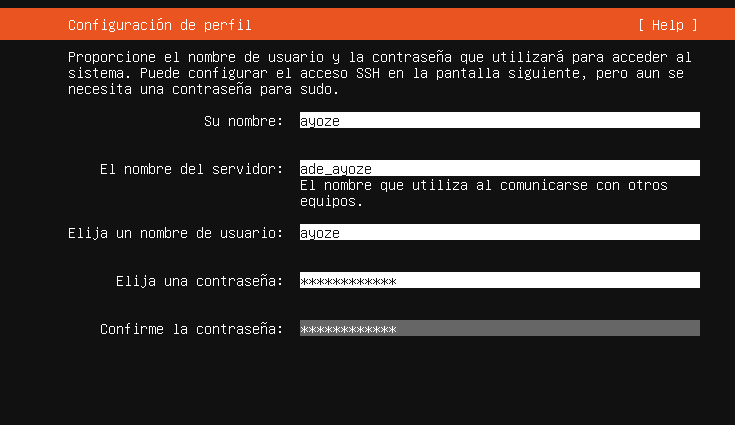 Configuración de perfil [ Help ]
Proporcione el nombre de usuario y la contraseña que utilizará para acceder al
sistema. Puede configurar el acceso SSH en la pantalla siguiente, pero aun se
necesita una contraseña para sudo.
Su nombre: ayoze
El nombre del servidor: ade_ayoze
El nombre que utiliza al comunicarse con otros
equipos.
Elija un nombre de usuario: ayoze
Elija una contraseña: ************
Confirme la contraseña: ************